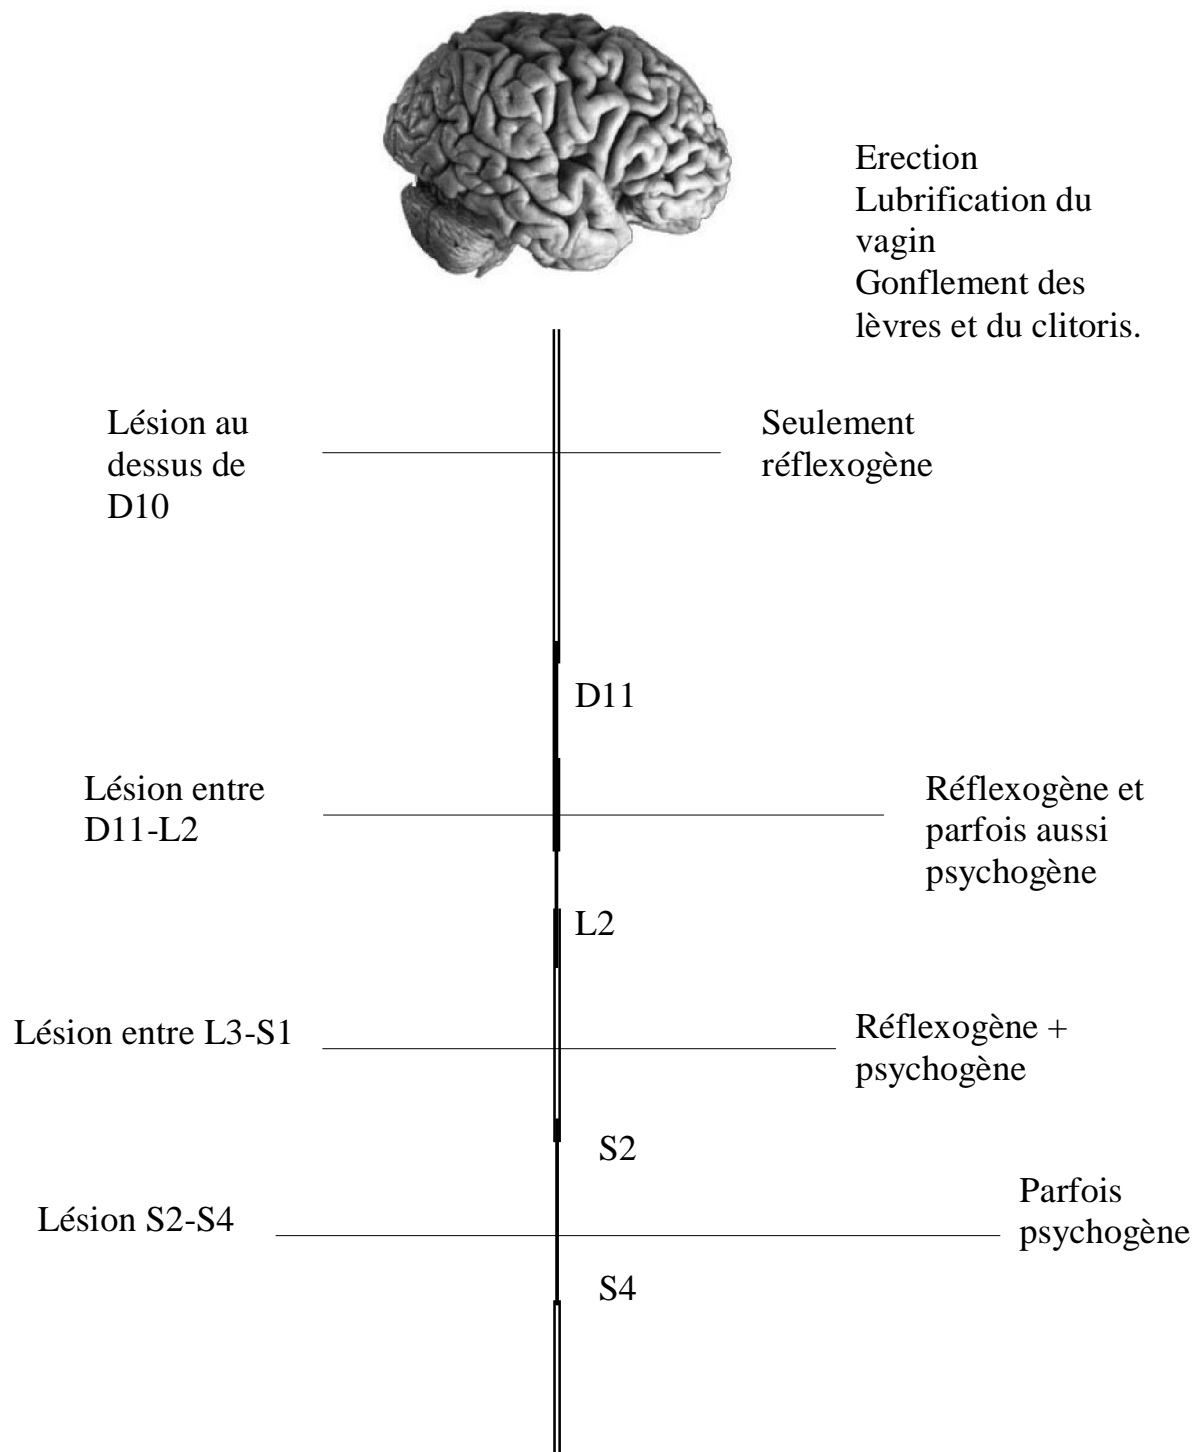 Erection
Lubrification du
vagin
Gonflement des
lèvres et du clitoris.
Lésion au
dessus de
D10
Seulement
réflexogène
D11
Lésion entre
D11-L2
Réflexogène et
parfois aussi
psychogène
L2
Lésion entre L3-S1
Réflexogène +
psychogène
S2
Lésion S2-S4
Parfois
psychogène
S4